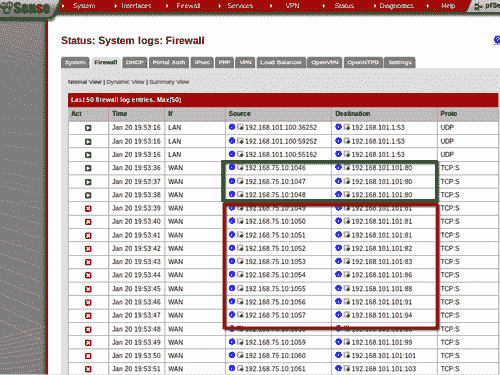 Sense
System Interfaces Firewall Services VPN Status Diagnostics Help pfSe
Status: System logs: Firewall
System Firewall DHCP Portal Auth IPsec PPP VPN Load Balancer OpenVPN OpenNTPD Settings
Normal View | Dynamic View | Summary View
Last 50 firewall log entries. Max(50)
Act Time If Source Destination Proto
Jan 20 19:53:16 LAN 192.168.101.100:36252 192.168.101.1:53 UDP
Jan 20 19:53:16 LAN 192.168.101.100:59252 192.168.101.1:53 UDP
Jan 20 19:53:16 LAN 192.168.101.100:55162 192.168.101.1:53 UDP
Jan 20 19:53:36 WAN 192.168.75.10:1046 192.168.101.101:80 TCP:S
Jan 20 19:53:37 WAN 192.168.75.10:1047 192.168.101.101:80 TCP:S
Jan 20 19:53:38 WAN 192.168.75.10:1048 192.168.101.101:80 TCP:S
Jan 20 19:53:39 WAN 192.168.75.10:1049 192.168.101.101:81 TCP:S
Jan 20 19:53:40 WAN 192.168.75.10:1050 192.168.101.101:81 TCP:S
Jan 20 19:53:41 WAN 192.168.75.10:1051 192.168.101.101:81 TCP:S
Jan 20 19:53:42 WAN 192.168.75.10:1052 192.168.101.101:82 TCP:S
Jan 20 19:53:43 WAN 192.168.75.10:1053 192.168.101.101:83 TCP:S
Jan 20 19:53:44 WAN 192.168.75.10:1054 192.168.101.101:86 TCP:S
Jan 20 19:53:45 WAN 192.168.75.10:1055 192.168.101.101:88 TCP:S
Jan 20 19:53:46 WAN 192.168.75.10:1056 192.168.101.101:91 TCP:S
Jan 20 19:53:47 WAN 192.168.75.10:1057 192.168.101.101:94 TCP:S
Jan 20 19:53:48 WAN TCP:S
Jan 20 19:53:49 WAN 192.168.75.10:1059 192.168.101.101:99 TCP:S
Jan 20 19:53:50 WAN 192.168.75.10:1060 192.168.101.101:101 TCP:S
Jan 20 19:53:51 WAN 192.168.75.10:1061 192.168.101.101:103 TCP:S